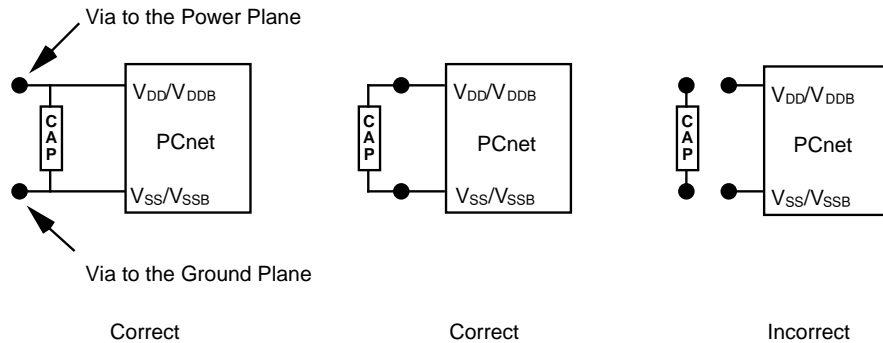 Via to the Power Plane
VDD/VDDB
CAP
PCnet
VSS/VSSB
Via to the Ground Plane
Correct
VDD/VDDB
CAP
PCnet
VSS/VSSB
Correct
VDD/VDDB
CAP
PCnet
VSS/VSSB
Incorrect